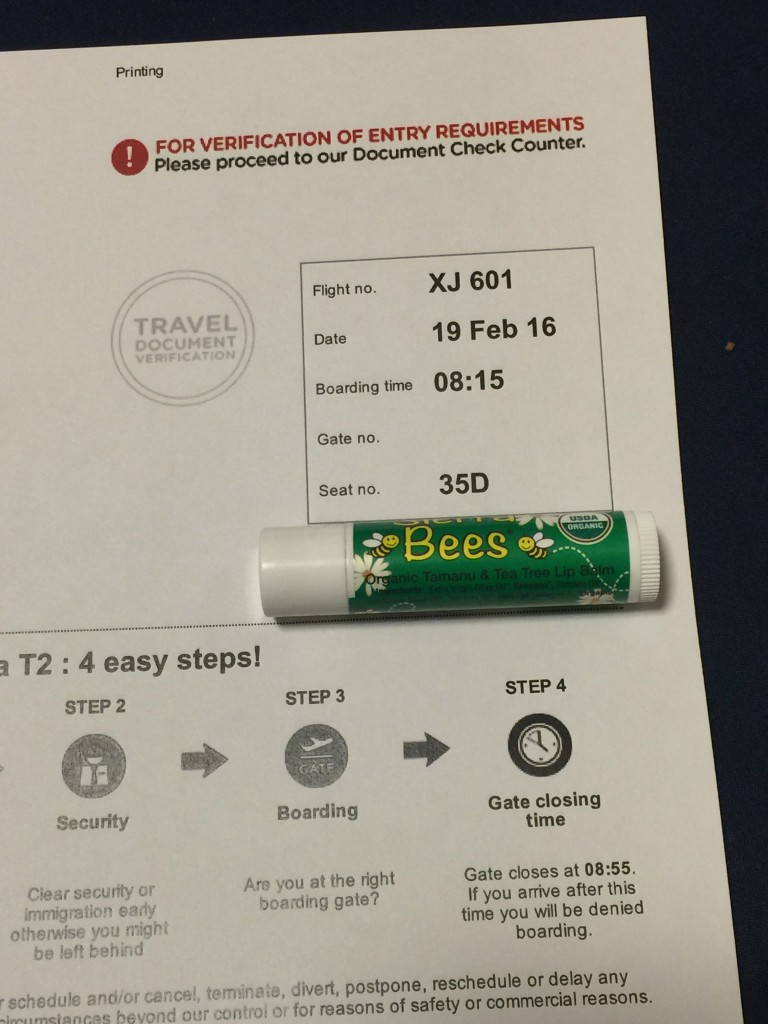 Printing
!
FOR VERIFICATION OF ENTRY REQUIREMENTS
Please proceed to our Document Check Counter.
TRAVEL
DOCUMENT
VERIFICATION
Flight no. XJ 601
Date 19 Feb 16
Boarding time 08:15
Gate no.
Seat no. 35D
Sierra
Bees
USDA
ORGANIC
Organic Tamanu & Tea Tree Lip Balm
a T2 : 4 easy steps!
STEP 2
STEP 3
STEP 4
GATE
Security
Boarding
Gate closing
time
Clear security or
immigration early
otherwise you might
be left behind
Are you at the right
boarding gate?
Gate closes at 08:55.
If you arrive after this
time you will be denied
boarding.
r schedule and/or cancel, terminate, divert, postpone, reschedule or delay any
circumstances beyond our control or for reasons of safety or commercial reasons.